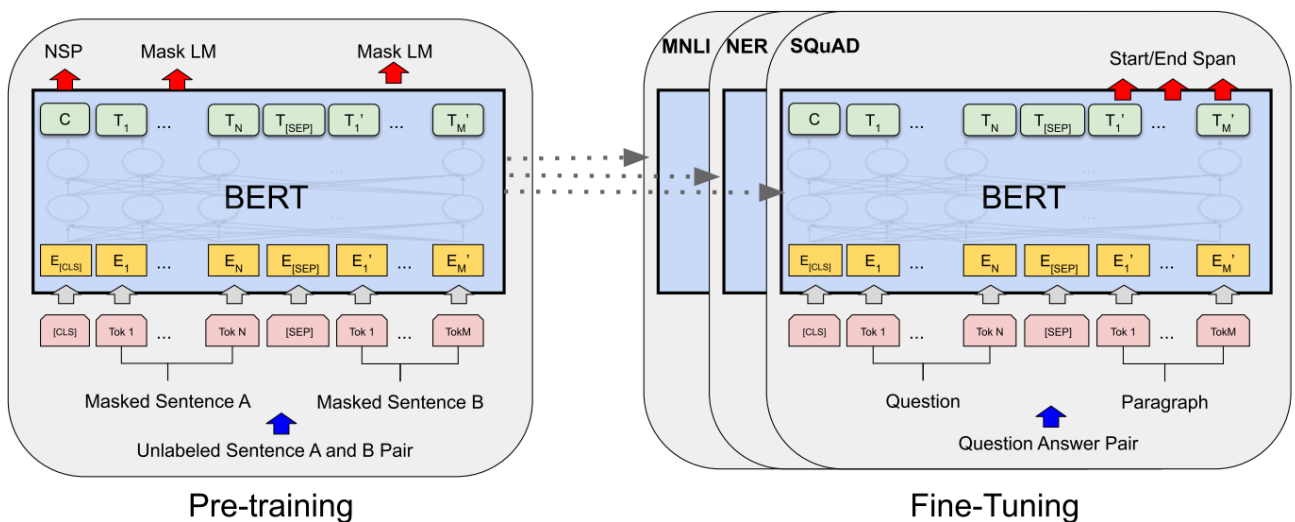 NSP Mask LM Mask LM
C T1 ... TN T[SEP] T1' ... TM'
...
BERT
...
E[CLS] E1 ... EN E[SEP] E1' ... EM'
[CLS] Tok 1 ... Tok N [SEP] Tok 1 ... TokM
Masked Sentence A Masked Sentence B
Unlabeled Sentence A and B Pair
Pre-training
MNLI NER SQuAD
Start/End Span
C T1 ... TN T[SEP] T1' ... TM'
...
BERT
...
E[CLS] E1 ... EN E[SEP] E1' ... EM'
[CLS] Tok 1 ... Tok N [SEP] Tok 1 ... TokM
Question Paragraph
Question Answer Pair
Fine-Tuning